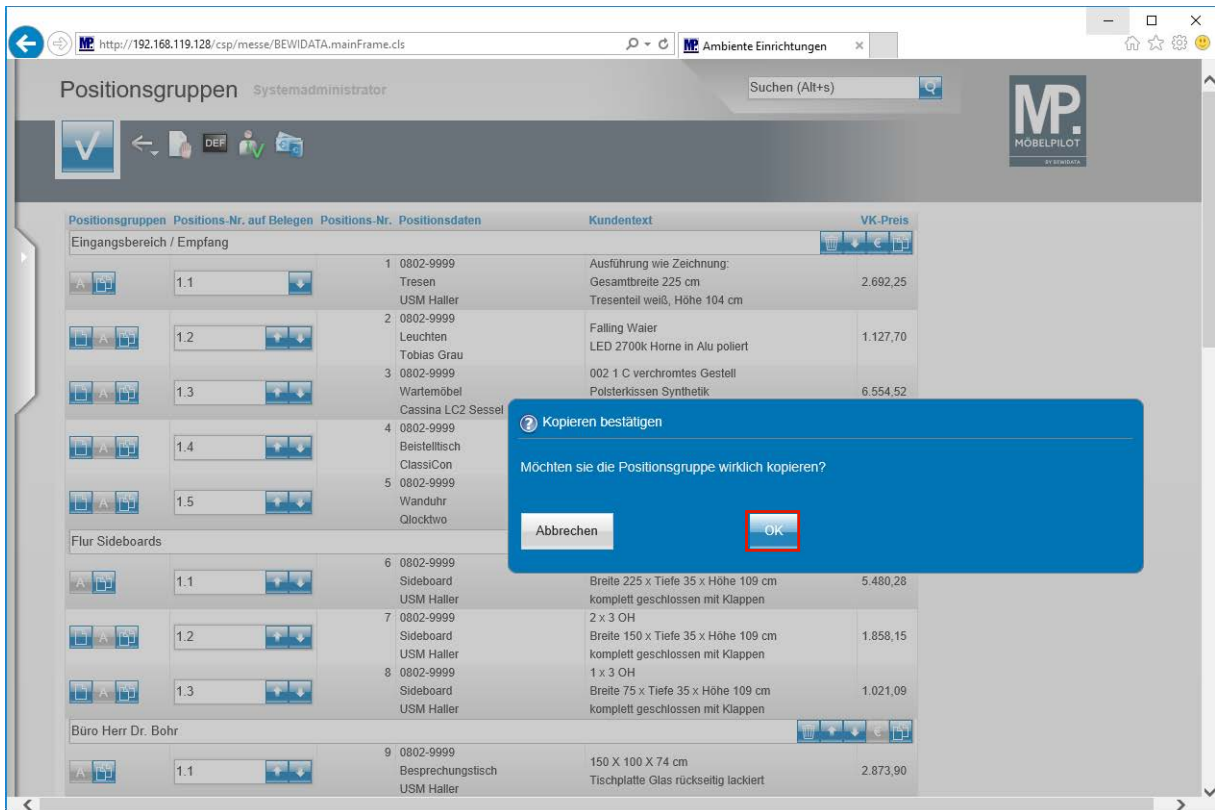 http://192.168.119.128/csp/messe/BEWIDATA.mainFrame.cls
MP. Ambiente Einrichtungen
Positionsgruppen Systemadministrator
Suchen (Alt+s)
MP.
MÖBELPILOT
BY BEWIDATA
DEF
Positionsgruppen Positions-Nr. auf Belegen Positions-Nr. Positionsdaten Kundentext VK-Preis
Eingangsbereich / Empfang €
1 0802-9999 Ausführung wie Zeichnung:
A 1.1 Tresen Gesamtbreite 225 cm 2.692,25
USM Haller Tresenteil weiß, Höhe 104 cm
2 0802-9999 Falling Waier
A 1.2 Leuchten LED 2700k Horne in Alu poliert 1.127,70
Tobias Grau
3 0802-9999 002 1 C verchromtes Gestell
A 1.3 Wartemöbel Polsterkissen Synthetik 6.554,52
Cassina LC2 Sessel
4 0802-9999
A 1.4 Beistelltisch
ClassiCon
5 0802-9999
A 1.5 Wanduhr
Qlocktwo
Kopieren bestätigen
Möchten sie die Positionsgruppe wirklich kopieren?
Abbrechen OK
Flur Sideboards
6 0802-9999
A 1.1 Sideboard Breite 225 x Tiefe 35 x Höhe 109 cm 5.480,28
USM Haller komplett geschlossen mit Klappen
7 0802-9999 2 x 3 OH
A 1.2 Sideboard Breite 150 x Tiefe 35 x Höhe 109 cm 1.858,15
USM Haller komplett geschlossen mit Klappen
8 0802-9999 1 x 3 OH
A 1.3 Sideboard Breite 75 x Tiefe 35 x Höhe 109 cm 1.021,09
USM Haller komplett geschlossen mit Klappen
Büro Herr Dr. Bohr €
9 0802-9999 150 X 100 X 74 cm
A 1.1 Besprechungstisch Tischplatte Glas rückseitig lackiert 2.873,90
USM Haller